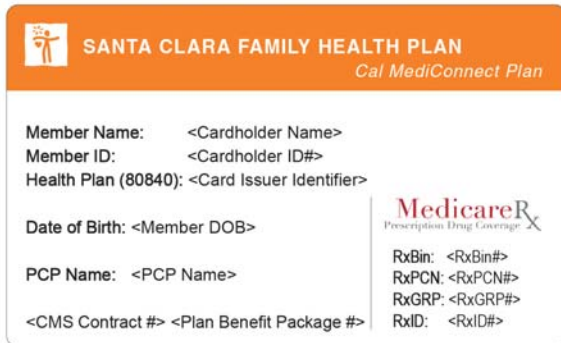 SANTA CLARA FAMILY HEALTH PLAN
Cal MediConnect Plan
Member Name: <Cardholder Name>
Member ID: <Cardholder ID#>
Health Plan (80840): <Card Issuer Identifier>
Date of Birth: <Member DOB>
PCP Name: <PCP Name>
<CMS Contract #> <Plan Benefit Package #>
MedicareRx
Prescription Drug Coverage
RxBin: <RxBin#>
RxPCN: <RxPCN#>
RxGRP: <RxGRP#>
RxID: <RxID#>